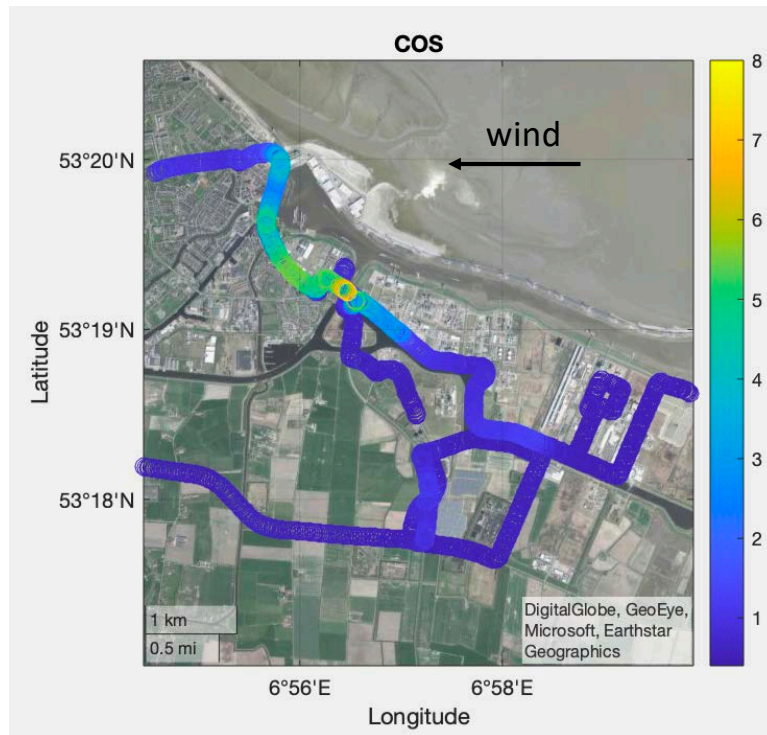 COS
wind
53°20'N
53°19'N
53°18'N
Latitude
8
7
6
5
4
3
2
1
1 km
0.5 mi
DigitalGlobe, GeoEye,
Microsoft, Earthstar
Geographics
6°56'E
6°58'E
Longitude